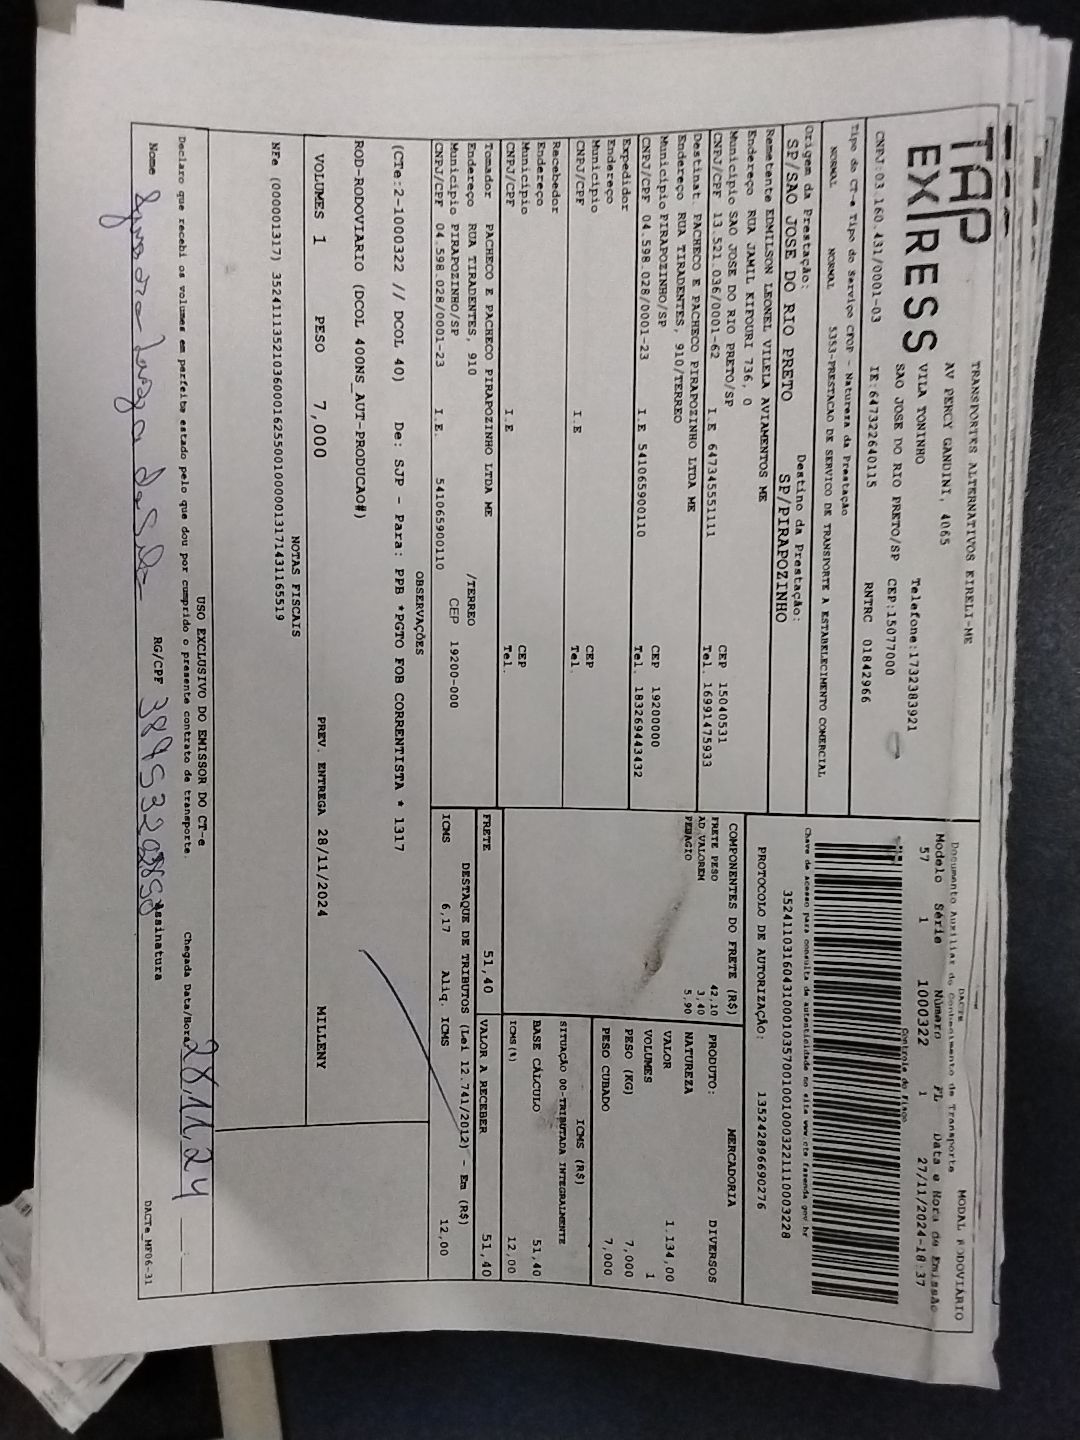 TAP
EXPRESS
TRANSPORTES ALTERNATIVOS EIRELI-ME
AV PERCY GANDINI, 4065
VILA TONINHO
SAO JOSE DO RIO PRETO/SP
Telefone:1732383921
CEP:15077000
CNPJ:03.160.431/0001-03 IE:647322640115 RNTRC 01842966
DACTE MODAL RODOVIÁRIO
Documento Auxiliar do Conhecimento de Transporte
Modelo Série Número FL Data e Hora de Emissão
57 1 1000322 1 27/11/2024-18:37
Controle do Fisco
Chave de acesso para consulta de autenticidade no site www.cte.fazenda.gov.br
35241103160431000103570010010003221110003228
PROTOCOLO DE AUTORIZAÇÃO: 135242896690276
Tipo do CT-e Tipo do Serviço CFOP - Natureza da Prestação
NORMAL NORMAL 5353-PRESTACAO DE SERVICO DE TRANSPORTE A ESTABELECIMENTO COMERCIAL
Origem da Prestação: Destino da Prestação:
SP/SAO JOSE DO RIO PRETO SP/PIRAPOZINHO
Remetente EDMILSON LEONEL VILELA AVIAMENTOS ME
Endereço RUA JAMIL KIFOURI 736, 0
Município SAO JOSE DO RIO PRETO/SP CEP 15040531
CNPJ/CPF 13.521.036/0001-62 I.E 647345551111 Tel. 16991475933
Destinat. PACHECO E PACHECO PIRAPOZINHO LTDA ME
Endereço RUA TIRADENTES, 910/TERREO
Município PIRAPOZINHO/SP CEP 19200000
CNPJ/CPF 04.598.028/0001-23 I.E 541065900110 Tel. 183269443432
Expedidor
Endereço
Município CEP
CNPJ/CPF I.E Tel.
Recebedor
Endereço
Município CEP
CNPJ/CPF I.E Tel.
Tomador PACHECO E PACHECO PIRAPOZINHO LTDA ME
Endereço RUA TIRADENTES, 910 /TERREO
Município PIRAPOZINHO/SP CEP 19200-000
CNPJ/CPF 04.598.028/0001-23 I.E. 541065900110
COMPONENTES DO FRETE (R$)
FRETE PESO 42,10
AD VALOREM 3,40
PEDAGIO 5,90
PRODUTO: MERCADORIA
NATUREZA DIVERSOS
VALOR 1.134,00
VOLUMES 1
PESO (KG) 7,000
PESO CUBADO 7,000
ICMS (R$)
SITUAÇÃO 00-TRIBUTADA INTEGRALMENTE
BASE CÁLCULO 51,40
ICMS(%) 12,00
FRETE 51,40 VALOR A RECEBER 51,40
DESTAQUE DE TRIBUTOS (Lei 12.741/2012) - Em (R$)
ICMS 6,17 Aliq. ICMS 12,00
OBSERVAÇÕES
(CTe:2-1000322 // DCOL 40) De: SJP - Para: PPB *PGTO FOB CORRENTISTA * 1317
ROD-RODOVIARIO (DCOL 400NS_AUT-PRODUCAO#)
VOLUMES 1 PESO 7,000 PREV. ENTREGA 28/11/2024 MILLENY
NOTAS FISCAIS
NFe (000001317) 35241113521036000162550010000013171431165519
USO EXCLUSIVO DO EMISSOR DO CT-e
Declaro que recebi os volumes em perfeito estado pelo que dou por cumprido o presente contrato de transporte. Chegada Data/Hora 28/11/24
Nome RG/CPF Assinatura
DACTe_MF06-31